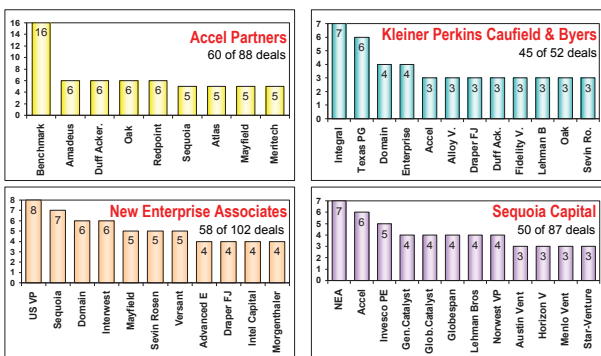 Accel Partners
60 of 88 deals
16
14
12
10
8
6
4
2
0
16
6
6
6
6
5
5
5
5
Benchmark
Amadeus
Duff Acker.
Oak
Redpoint
Sequoia
Atlas
Mayfield
Meritech
Kleiner Perkins Caufield & Byers
45 of 52 deals
7
6
5
4
3
2
1
0
7
6
4
4
3
3
3
3
3
3
3
3
Integral
Texas PG
Domain
Enterprise
Accel
Alloy V.
Draper FJ
Duff Ack.
Fidelity V.
Lehman B
Oak
Sevin Ro.
New Enterprise Associates
58 of 102 deals
8
7
6
5
4
3
2
1
0
8
7
6
6
5
5
5
4
4
4
4
US VP
Sequoia
Domain
Interwest
Mayfield
Sevin Rosen
Versant
Advanced E
Draper FJ
Intel Capital
Morgenthaler
Sequoia Capital
50 of 87 deals
7
6
5
4
3
2
1
0
7
6
5
4
4
4
4
4
3
3
3
3
NEA
Accel
Invesco PE
Gen.Catalyst
Glob.Catalyst
Globespan
Lehman Bros
Norwest VP
Austin Vent
Horizon V
Menlo Vent
Star-Venture